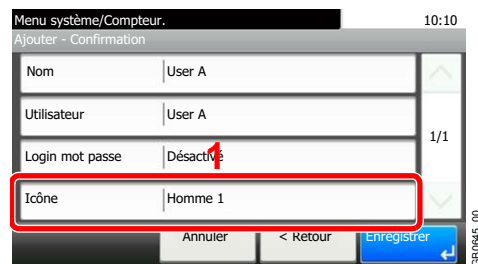 Menu système/Compteur. 10:10
Ajouter - Confirmation
Nom User A
Utilisateur User A
1/1
Login mot passe Désactivé
1
Icône Homme 1
Annuler < Retour Enregistrer
GB0645_00